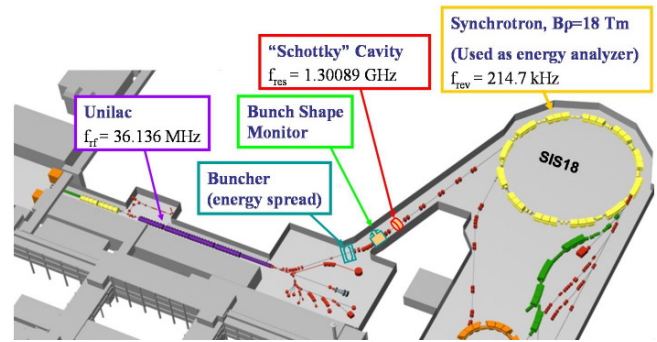 Synchrotron, Bρ=18 Tm
(Used as energy analyzer)
f_rev = 214.7 kHz
“Schottky” Cavity
f_res = 1.30089 GHz
Unilac
f_rf = 36.136 MHz
Bunch Shape
Monitor
Buncher
(energy spread)
SIS18